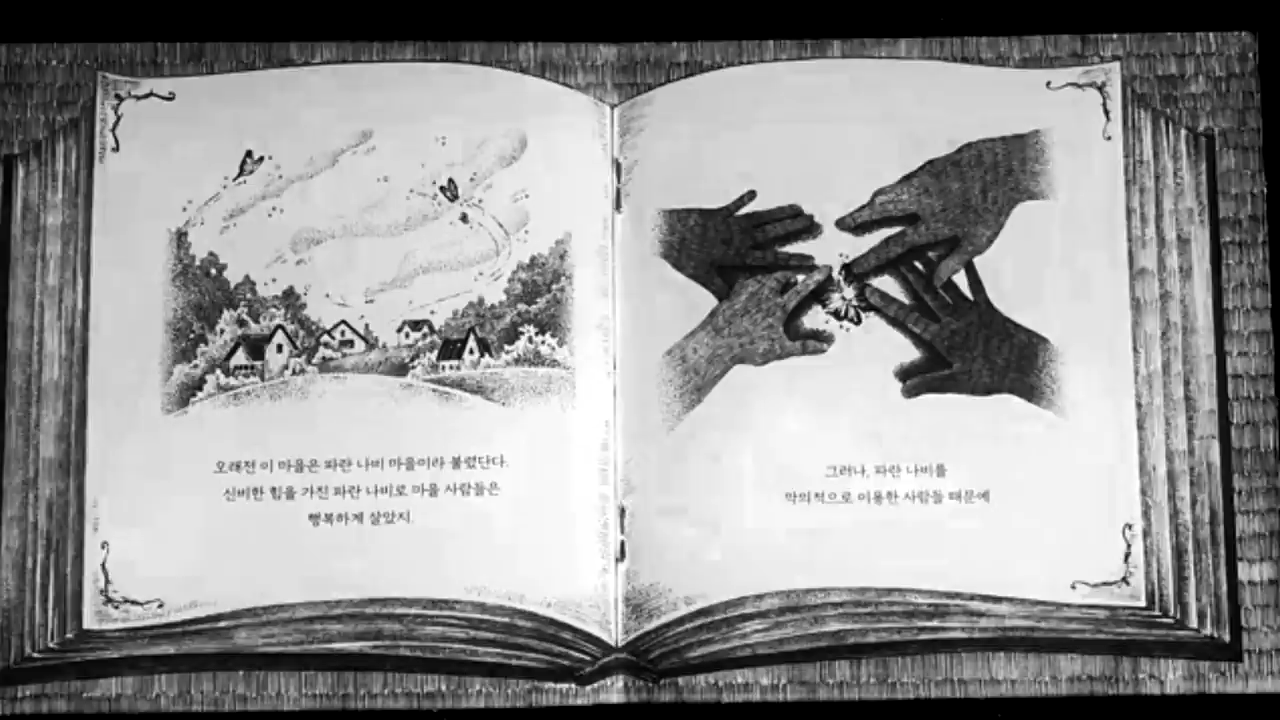 오래전 이 마을은 파란 나비 마을이라 불렸단다.
신비한 힘을 가진 파란 나비로 마을 사람들은
행복하게 살았지.
그러나, 파란 나비를
악의적으로 이용한 사람들 때문에